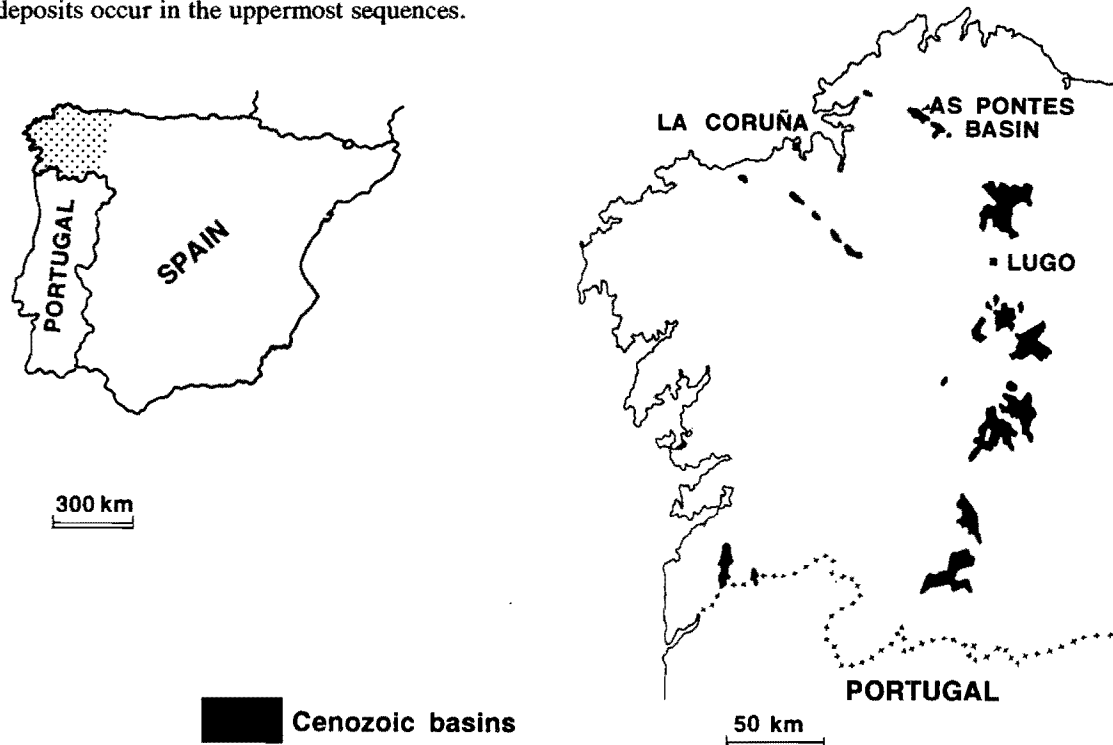 deposits occur in the uppermost sequences.
PORTUGAL
SPAIN
300 km
LA CORUÑA
AS PONTES
BASIN
LUGO
PORTUGAL
50 km
Cenozoic basins